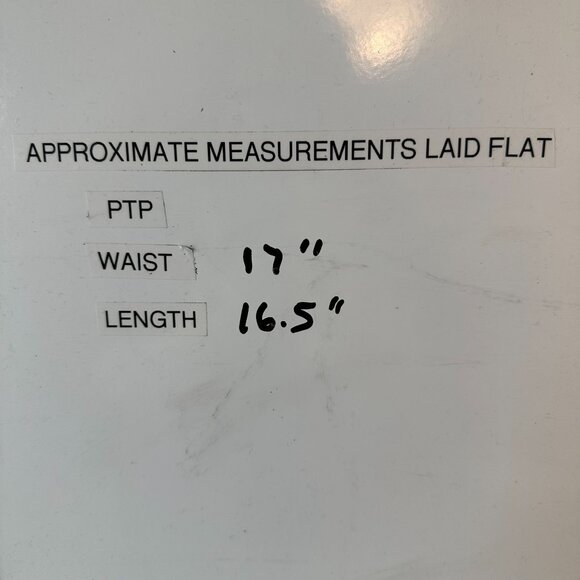 APPROXIMATE MEASUREMENTS LAID FLAT
PTP
WAIST 17"
LENGTH 16.5"